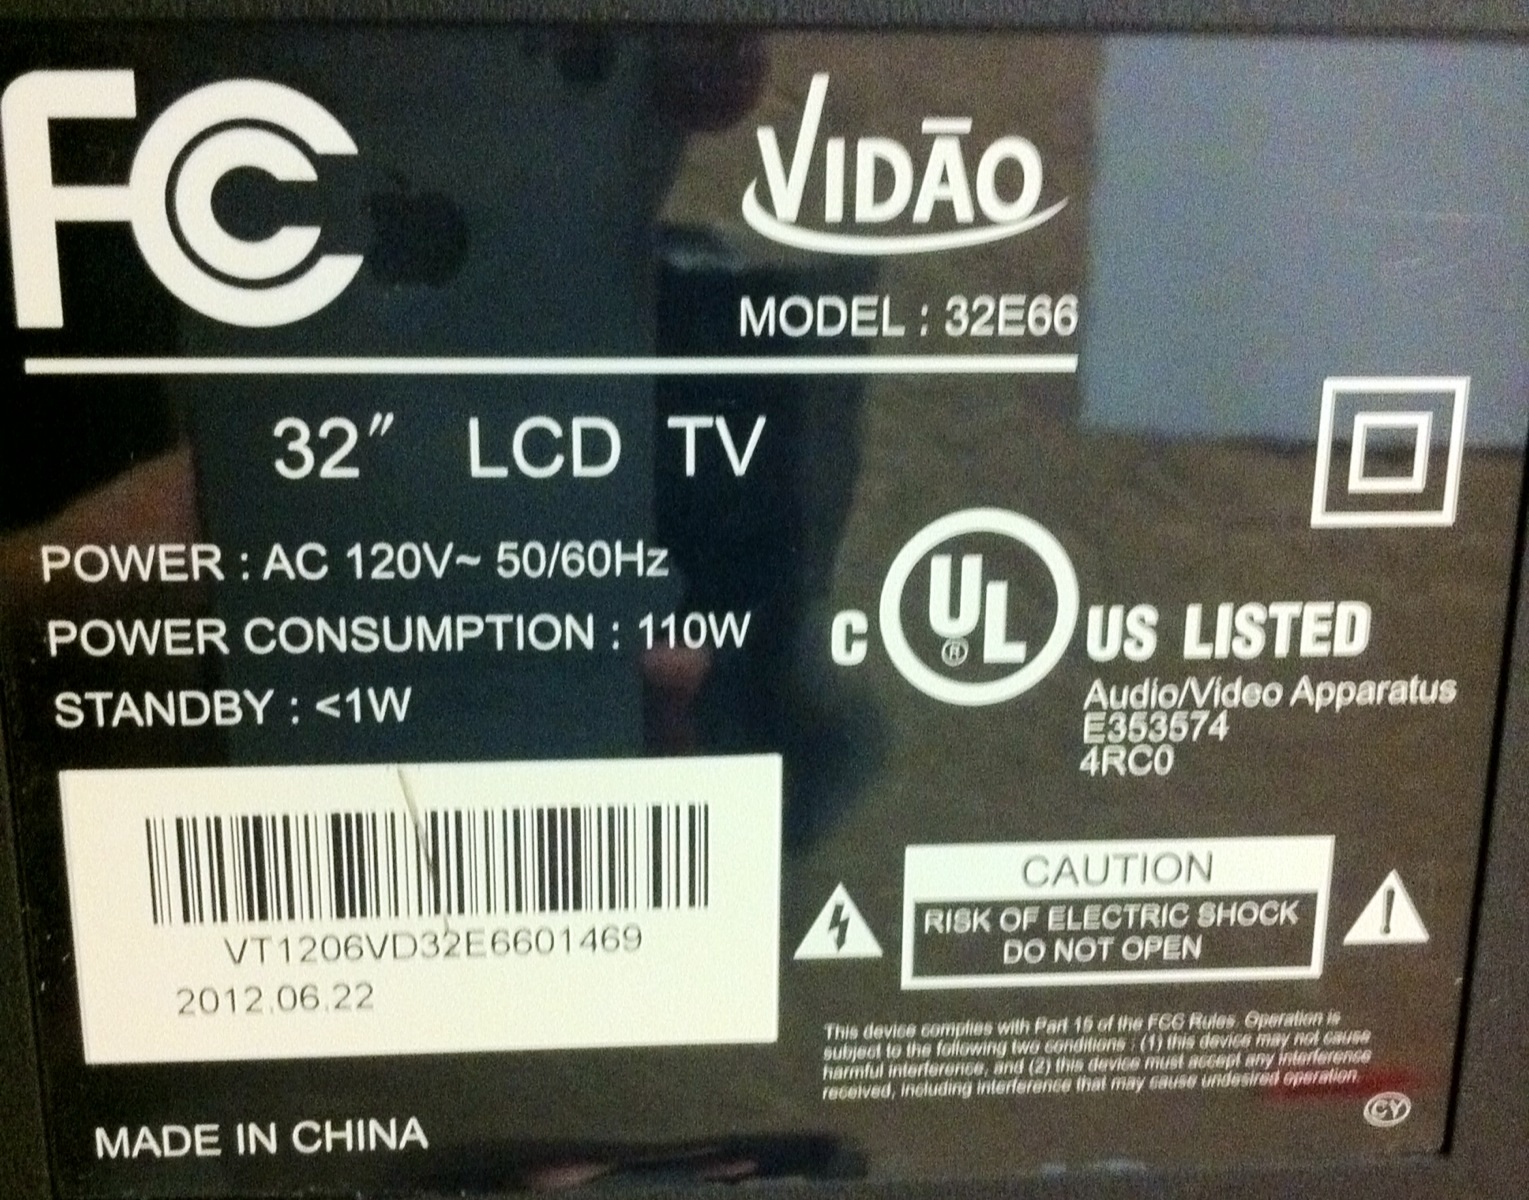 FC
VIDĀO
MODEL : 32E66
32" LCD TV
POWER : AC 120V~ 50/60Hz
POWER CONSUMPTION : 110W
STANDBY : <1W
C UL ® US LISTED
Audio/Video Apparatus
E353574
4RC0
VT1206VD32E6601469
2012.06.22
CAUTION
RISK OF ELECTRIC SHOCK
DO NOT OPEN
This device complies with Part 15 of the FCC Rules. Operation is
subject to the following two conditions : (1) this device may not cause
harmful interference, and (2) this device must accept any interference
received, including interference that may cause undesired operation.
CY
MADE IN CHINA